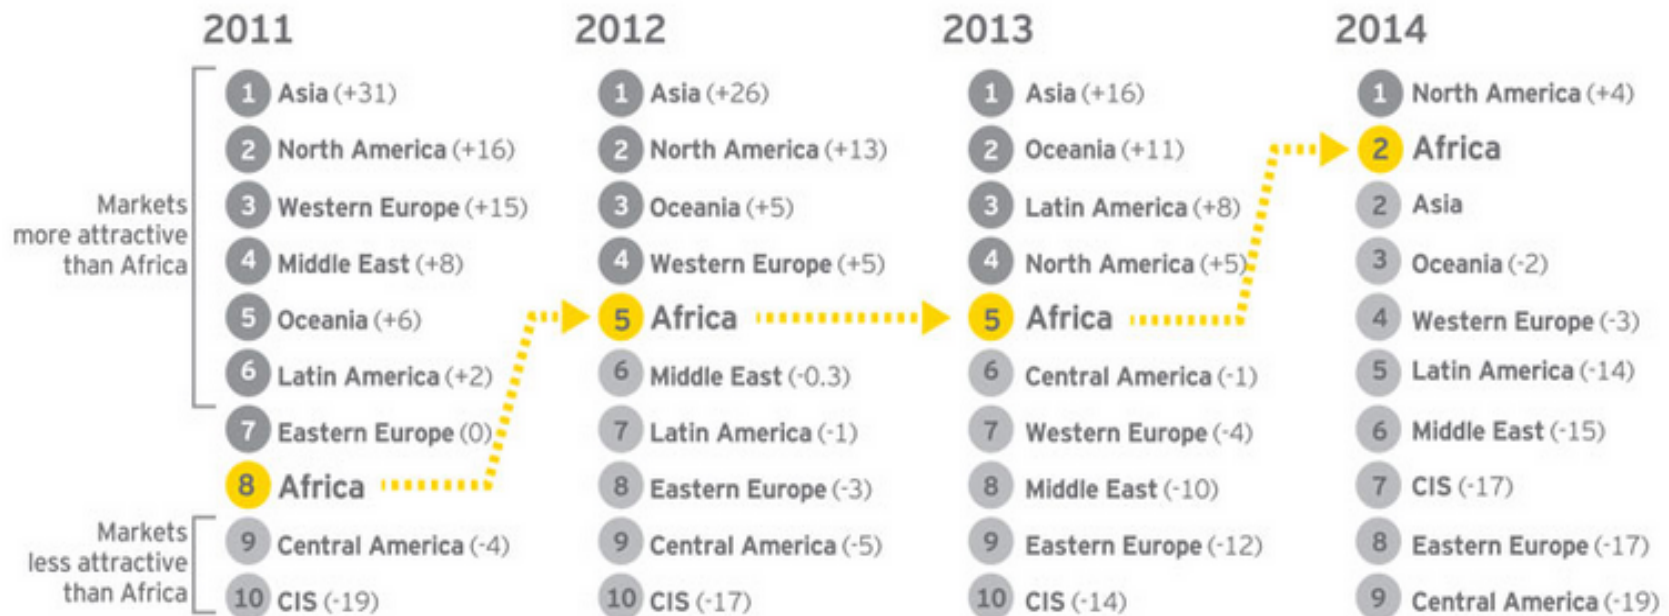 2011
Markets
more attractive
than Africa
1 Asia (+31)
2 North America (+16)
3 Western Europe (+15)
4 Middle East (+8)
5 Oceania (+6)
6 Latin America (+2)
7 Eastern Europe (0)
8 Africa
Markets
less attractive
than Africa
9 Central America (-4)
10 CIS (-19)
2012
1 Asia (+26)
2 North America (+13)
3 Oceania (+5)
4 Western Europe (+5)
5 Africa
6 Middle East (-0.3)
7 Latin America (-1)
8 Eastern Europe (-3)
9 Central America (-5)
10 CIS (-17)
2013
1 Asia (+16)
2 Oceania (+11)
3 Latin America (+8)
4 North America (+5)
5 Africa
6 Central America (-1)
7 Western Europe (-4)
8 Middle East (-10)
9 Eastern Europe (-12)
10 CIS (-14)
2014
1 North America (+4)
2 Africa
2 Asia
3 Oceania (-2)
4 Western Europe (-3)
5 Latin America (-14)
6 Middle East (-15)
7 CIS (-17)
8 Eastern Europe (-17)
9 Central America (-19)